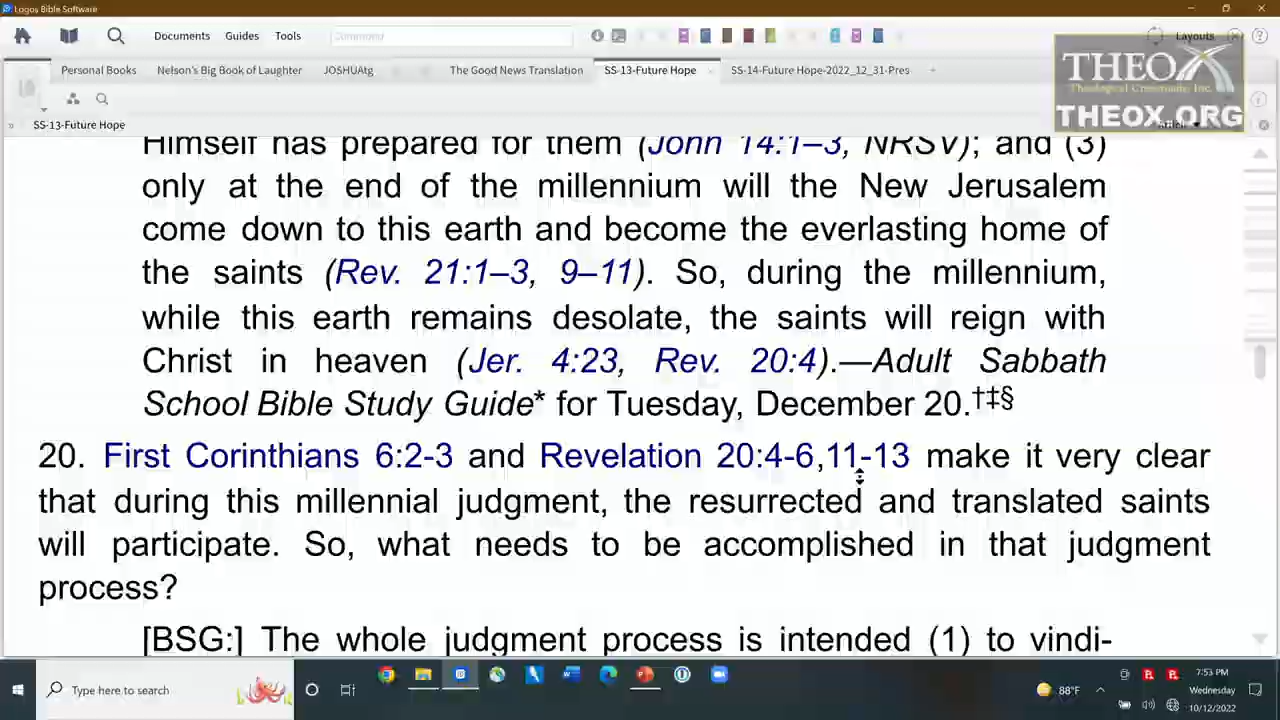 Logos Bible Software
Documents Guides Tools Command Layouts
Personal Books Nelson's Big Book of Laughter JOSHUAtg The Good News Translation SS-13-Future Hope SS-14-Future Hope-2022_12_31-Pres
THEOX
Theological Crossroads, Inc.
THEOX.ORG
SS-13-Future Hope
Himself has prepared for them (John 14:1–3, NRSV); and (3)
only at the end of the millennium will the New Jerusalem
come down to this earth and become the everlasting home of
the saints (Rev. 21:1–3, 9–11). So, during the millennium,
while this earth remains desolate, the saints will reign with
Christ in heaven (Jer. 4:23, Rev. 20:4).—Adult Sabbath
School Bible Study Guide* for Tuesday, December 20.†‡§
20. First Corinthians 6:2-3 and Revelation 20:4-6,11-13 make it very clear
that during this millennial judgment, the resurrected and translated saints
will participate. So, what needs to be accomplished in that judgment
process?
[BSG:] The whole judgment process is intended (1) to vindi-
Type here to search
88°F
7:53 PM
Wednesday
10/12/2022